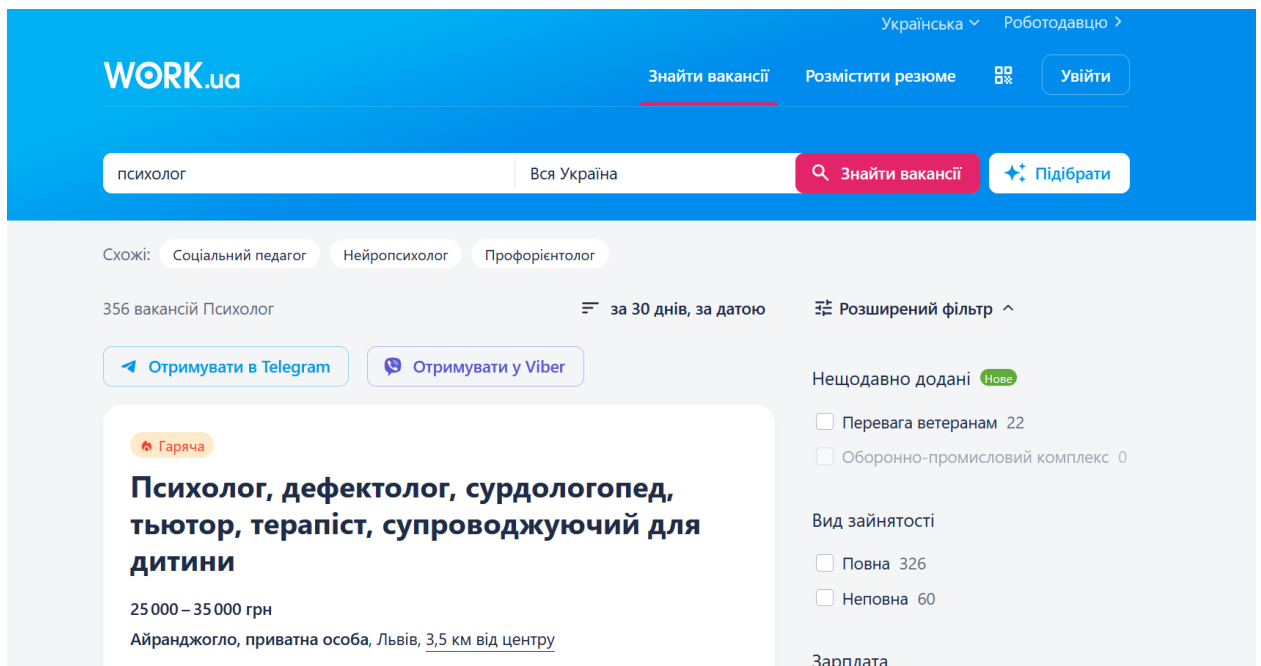 Українська
Роботодавцю
WORK.ua
Знайти вакансії
Розмістити резюме
Увійти
психолог
Вся Україна
Знайти вакансії
Підібрати
Схожі:
Соціальний педагог
Нейропсихолог
Профорієнтолог
356 вакансій Психолог
за 30 днів, за датою
Розширений фільтр
Отримувати в Telegram
Отримувати у Viber
Нещодавно додані Нове
Перевага ветеранам 22
Оборонно-промисловий комплекс 0
Вид зайнятості
Повна 326
Неповна 60
Зарплата
Гаряча
Психолог, дефектолог, сурдологопед,
тьютор, терапіст, супроводжуючий для
дитини
25 000 – 35 000 грн
Айранджогло, приватна особа, Львів, 3,5 км від центру